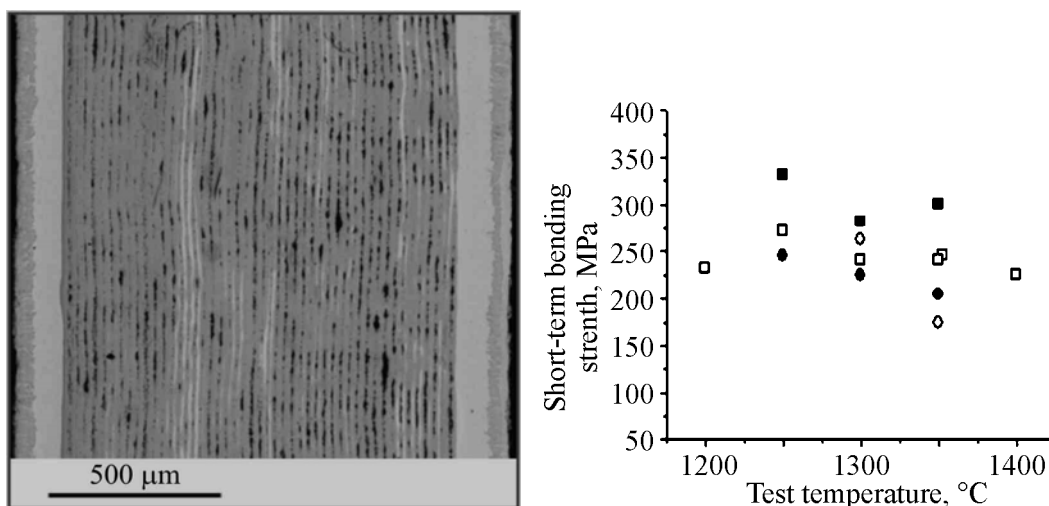 500 μm
400
350
300
250
200
150
100
50
Short-term bending
strenth, MPa
1200 1300 1400
Test temperature, °C